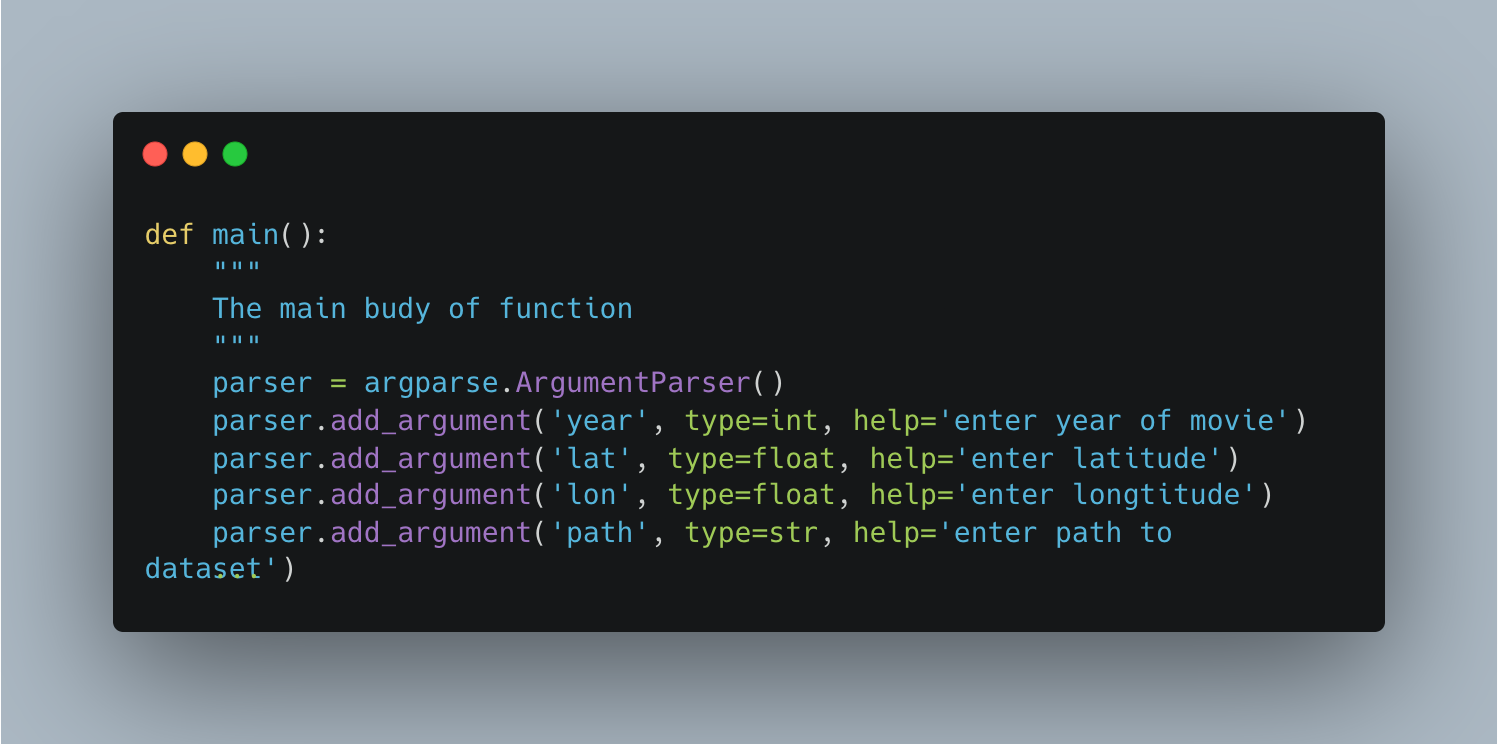 def main():
    """
    The main budy of function
    """
    parser = argparse.ArgumentParser()
    parser.add_argument('year', type=int, help='enter year of movie')
    parser.add_argument('lat', type=float, help='enter latitude')
    parser.add_argument('lon', type=float, help='enter longtitude')
    parser.add_argument('path', type=str, help='enter path to
dataset')
    ...